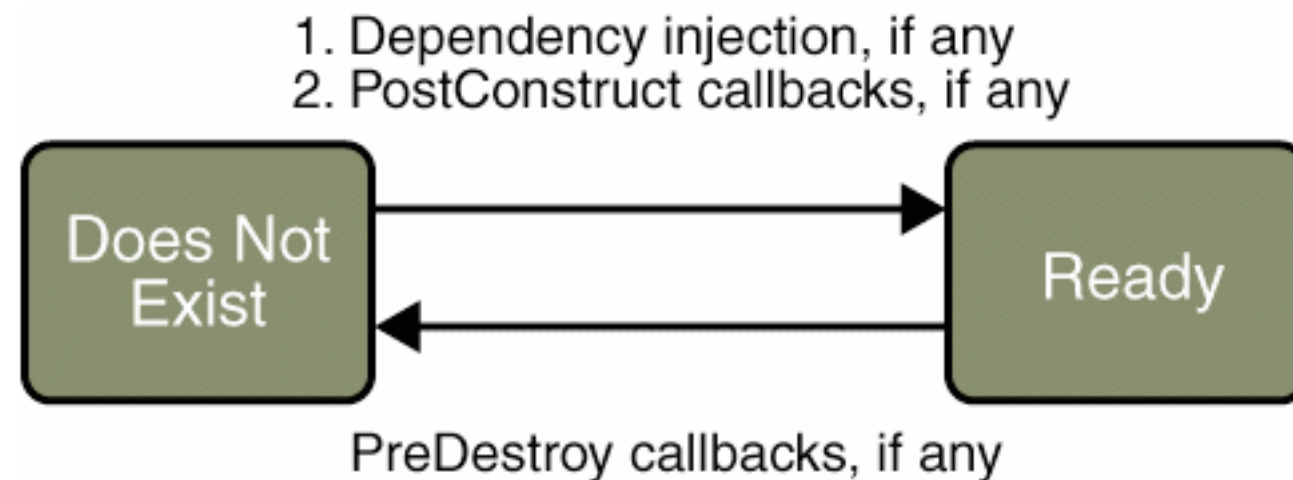 1. Dependency injection, if any
2. PostConstruct callbacks, if any
Does Not
Exist
Ready
PreDestroy callbacks, if any